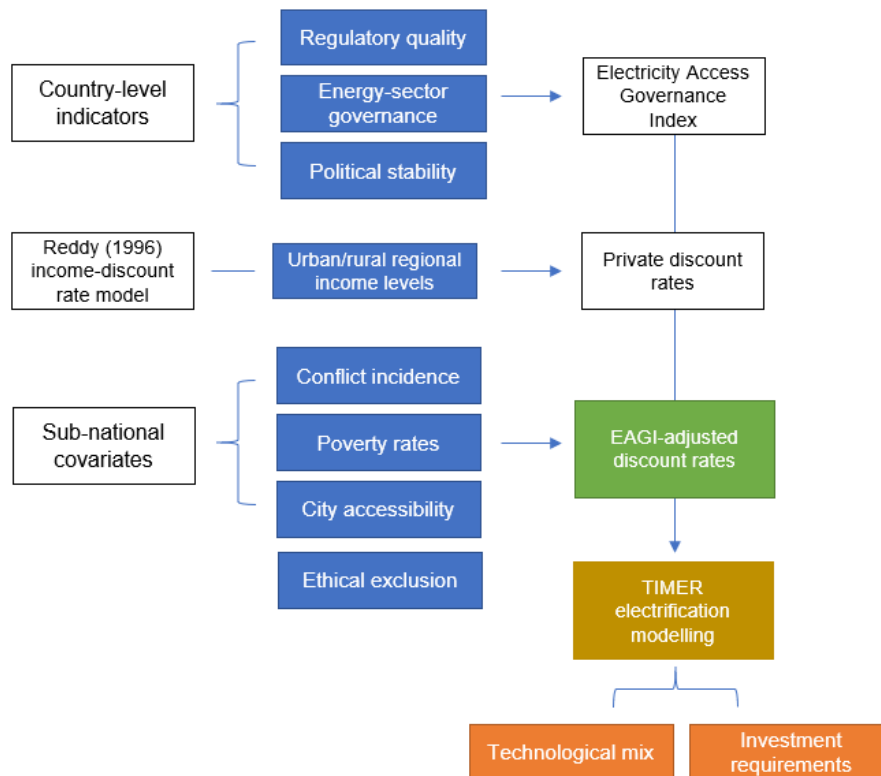 Regulatory quality
Country-level
indicators
Energy-sector
governance
Electricity Access
Governance
Index
Political stability
Reddy (1996)
income-discount
rate model
Urban/rural regional
income levels
Private discount
rates
Conflict incidence
Sub-national
covariates
Poverty rates
EAGI-adjusted
discount rates
City accessibility
Ethical exclusion
TIMER
electrification
modelling
Technological mix
Investment
requirements